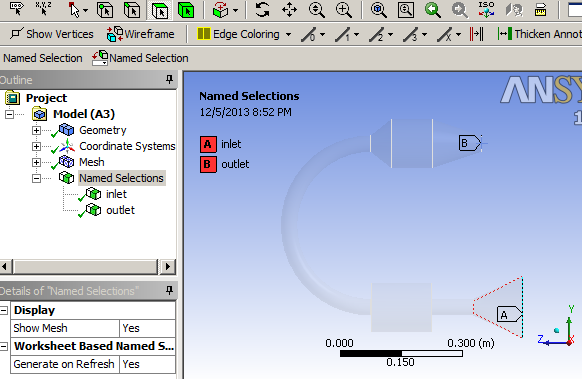 ISO
Show Vertices Wireframe Edge Coloring Thicken Annot
Named Selection Named Selection
Outline
Project
Model (A3)
Geometry
Coordinate Systems
Mesh
Named Selections
inlet
outlet
Details of "Named Selections"
Display
Show Mesh Yes
Worksheet Based Named S...
Generate on Refresh Yes
Named Selections
12/5/2013 8:52 PM
A inlet
B outlet
ANSY
B
A
0.000 0.300 (m)
0.150
Y
Z X